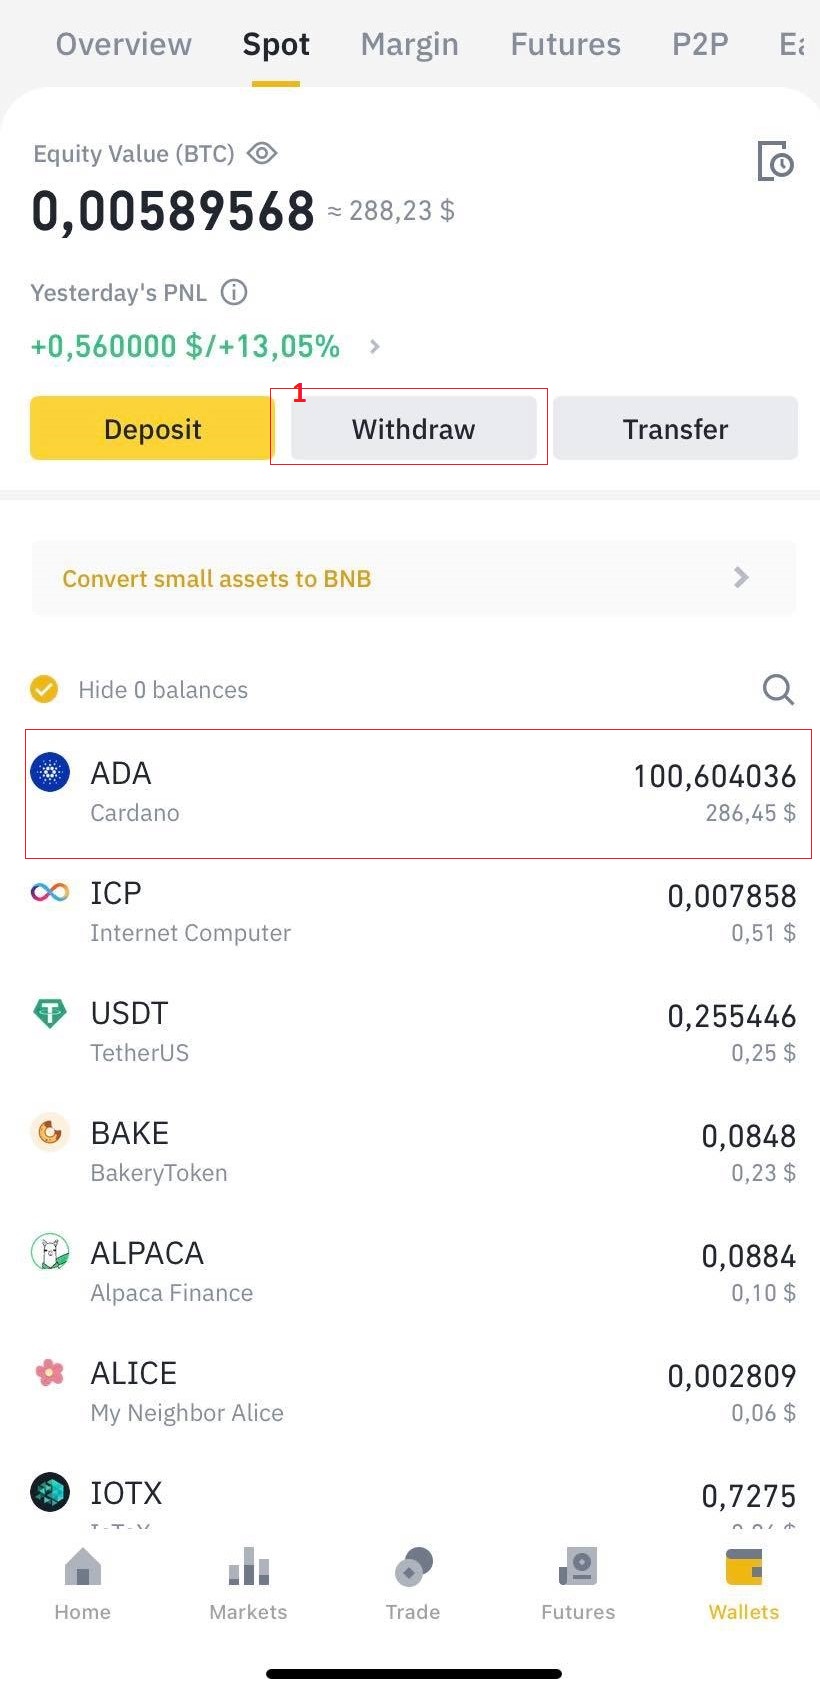 Overview Spot Margin Futures P2P Ea
Equity Value (BTC)
0,00589568 ≈ 288,23 $
Yesterday's PNL
+0,560000 $/+13,05%
1
Deposit Withdraw Transfer
Convert small assets to BNB
Hide 0 balances
ADA 100,604036
Cardano 286,45 $
ICP 0,007858
Internet Computer 0,51 $
USDT 0,255446
TetherUS 0,25 $
BAKE 0,0848
BakeryToken 0,23 $
ALPACA 0,0884
Alpaca Finance 0,10 $
ALICE 0,002809
My Neighbor Alice 0,06 $
IOTX 0,7275
Home Markets Trade Futures Wallets